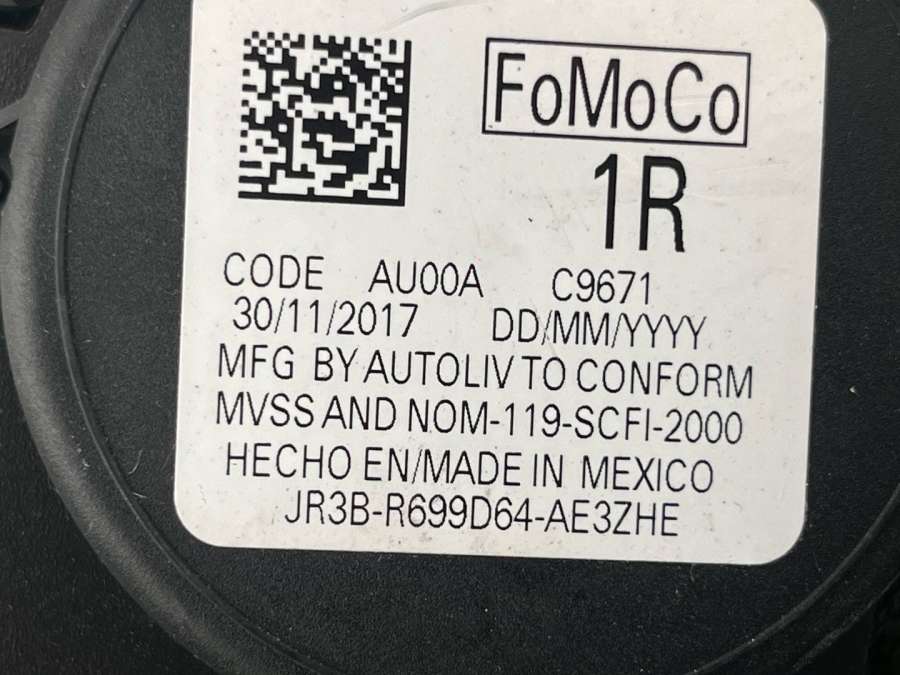 FoMoCo
1R
CODE AU00A C9671
30/11/2017 DD/MM/YYYY
MFG BY AUTOLIV TO CONFORM
MVSS AND NOM-119-SCFI-2000
HECHO EN/MADE IN MEXICO
JR3B-R699D64-AE3ZHE